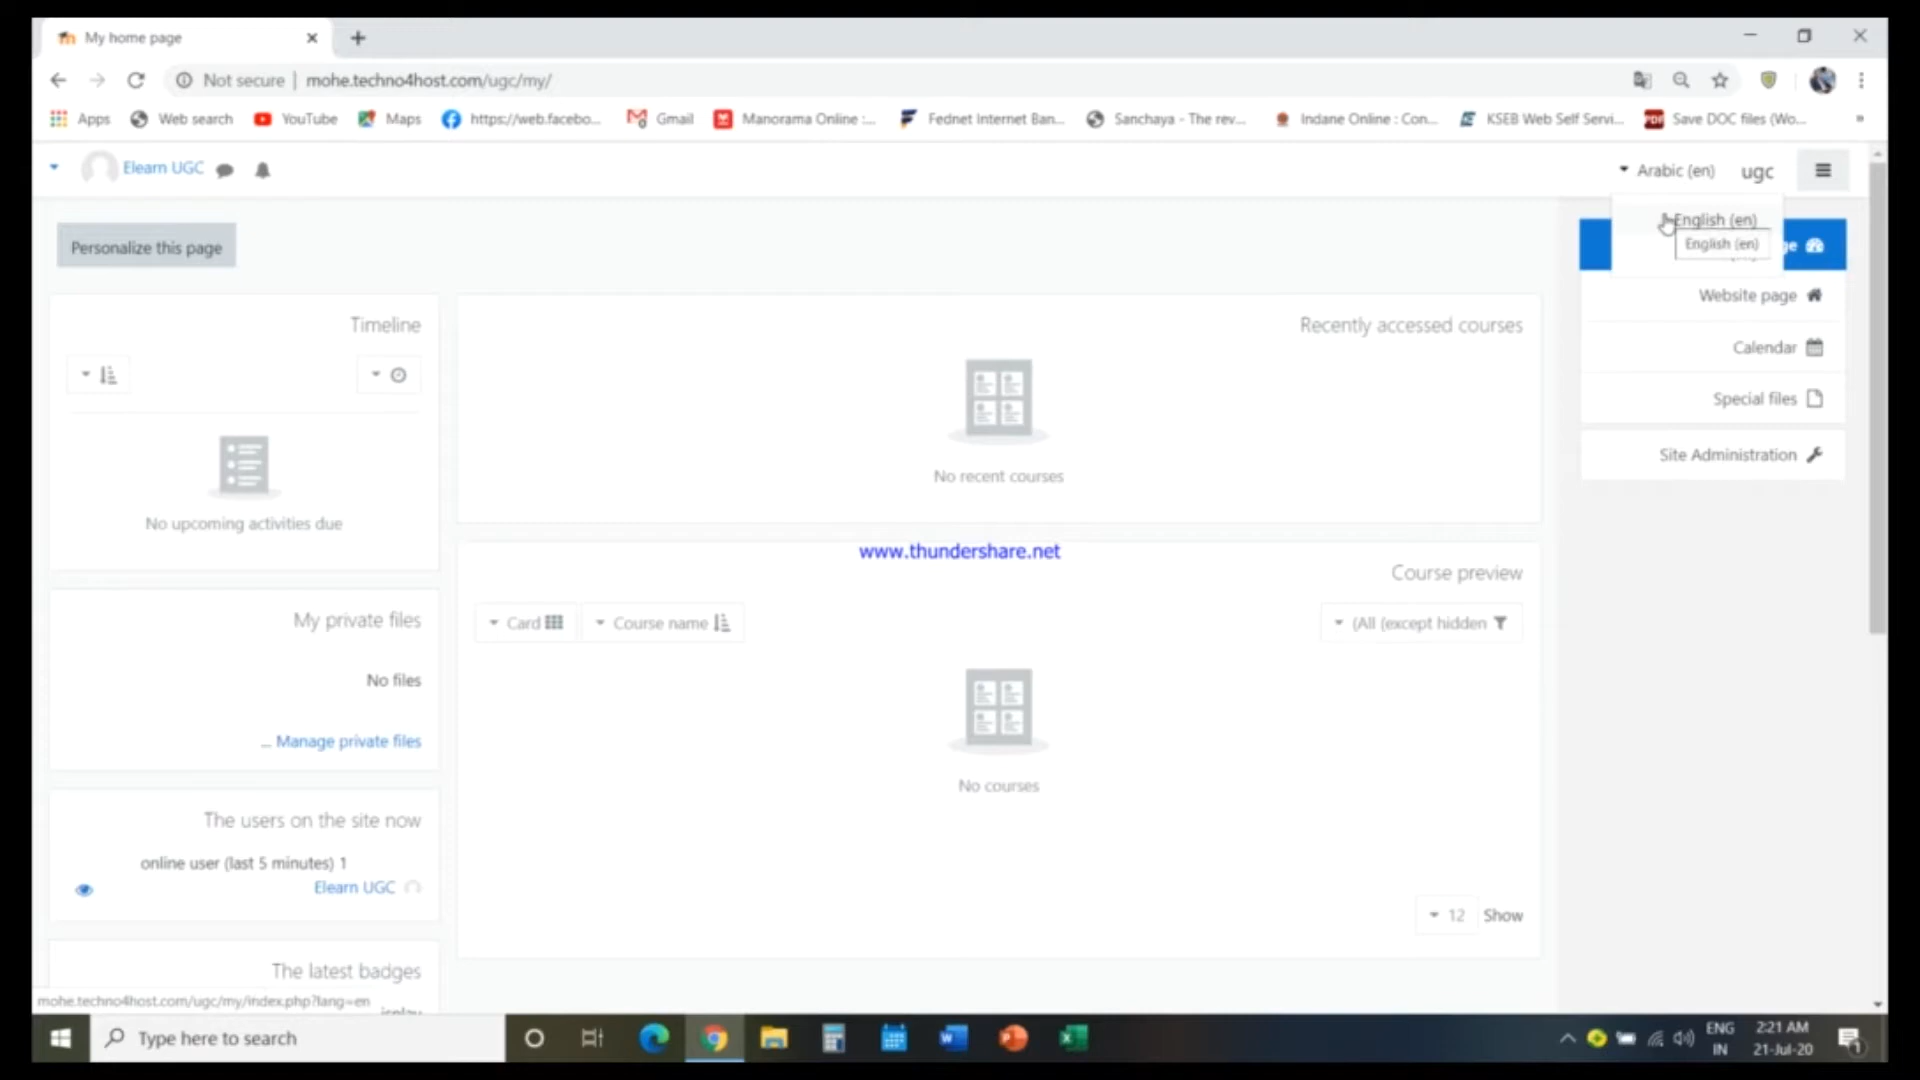 My home page
Not secure | mohe.techno4host.com/ugc/my/
Apps Web search YouTube Maps https://web.facebo... Gmail Manorama Online :... Fednet Internet Ban... Sanchaya - The rev... Indane Online : Con... KSEB Web Self Servi... PDF Save DOC files (Wo... »
Elearn UGC
Arabic (en) ugc
English (en)
English (en)
Personalize this page
Website page
Calendar
Special files
Site Administration
Timeline
No upcoming activities due
Recently accessed courses
No recent courses
www.thundershare.net
Course preview
Card Course name (All (except hidden
No courses
12 Show
My private files
No files
... Manage private files
The users on the site now
online user (last 5 minutes) 1
Elearn UGC
The latest badges
mohe.techno4host.com/ugc/my/index.php?lang=en
Type here to search
ENG
IN
2:21 AM
21-Jul-20
1